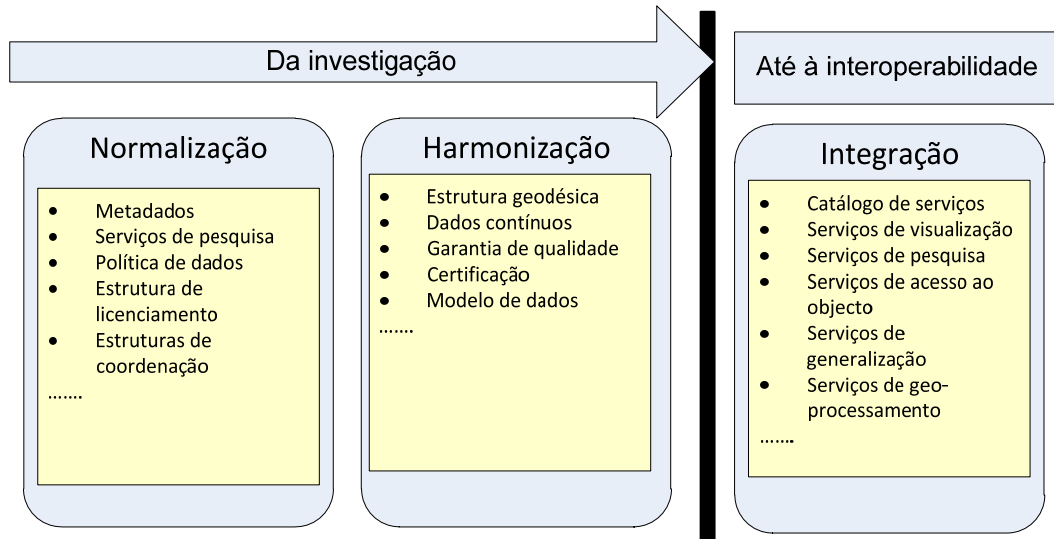 Da investigação
Até à interoperabilidade
Normalização
• Metadados
• Serviços de pesquisa
• Política de dados
• Estrutura de
licenciamento
• Estruturas de
coordenação
.......
Harmonização
• Estrutura geodésica
• Dados contínuos
• Garantia de qualidade
• Certificação
• Modelo de dados
.......
Integração
• Catálogo de serviços
• Serviços de visualização
• Serviços de pesquisa
• Serviços de acesso ao
objecto
• Serviços de
generalização
• Serviços de geo-
processamento
.......